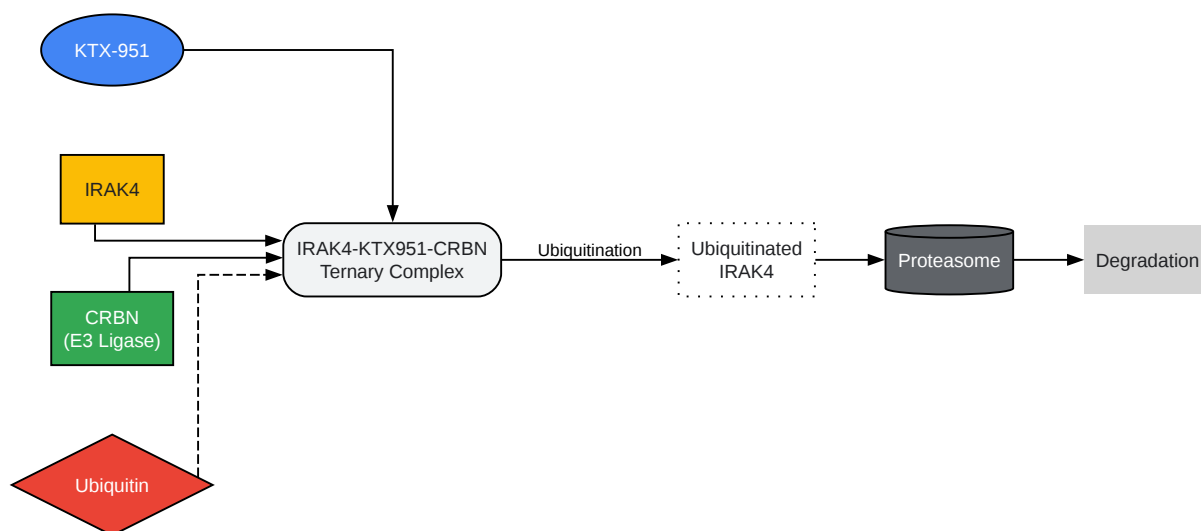 KTX-951
IRAK4
CRBN
(E3 Ligase)
Ubiquitin
IRAK4-KTX951-CRBN
Ternary Complex
Ubiquitination
Ubiquitinated
IRAK4
Proteasome
Degradation